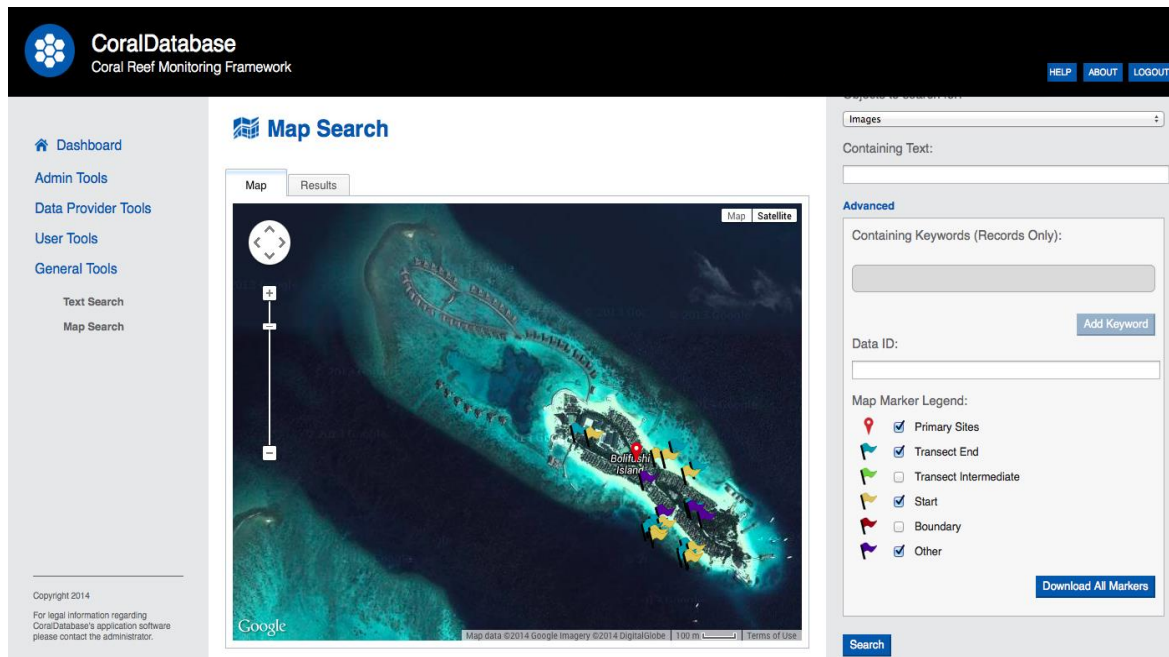 CoralDatabase
Coral Reef Monitoring Framework
HELP
ABOUT
LOGOUT
Dashboard
Admin Tools
Data Provider Tools
User Tools
General Tools
Text Search
Map Search
Copyright 2014
For legal information regarding
CoralDatabase's application software
please contact the administrator.
Map Search
Map
Results
Map
Satellite
Bolifushi
Island
Google
Map data ©2014 Google Imagery ©2014 DigitalGlobe
100 m
Terms of Use
Images
Containing Text:
Advanced
Containing Keywords (Records Only):
Add Keyword
Data ID:
Map Marker Legend:
Primary Sites
Transect End
Transect Intermediate
Start
Boundary
Other
Download All Markers
Search